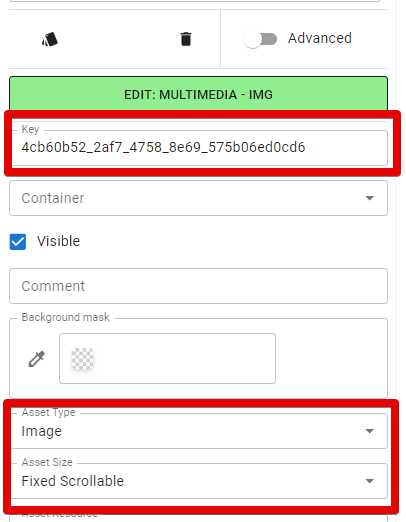 Advanced
EDIT: MULTIMEDIA - IMG
Key
4cb60b52_2af7_4758_8e69_575b06ed0cd6
Container
Visible
Comment
Background mask
Asset Type
Image
Asset Size
Fixed Scrollable
Asset Resource